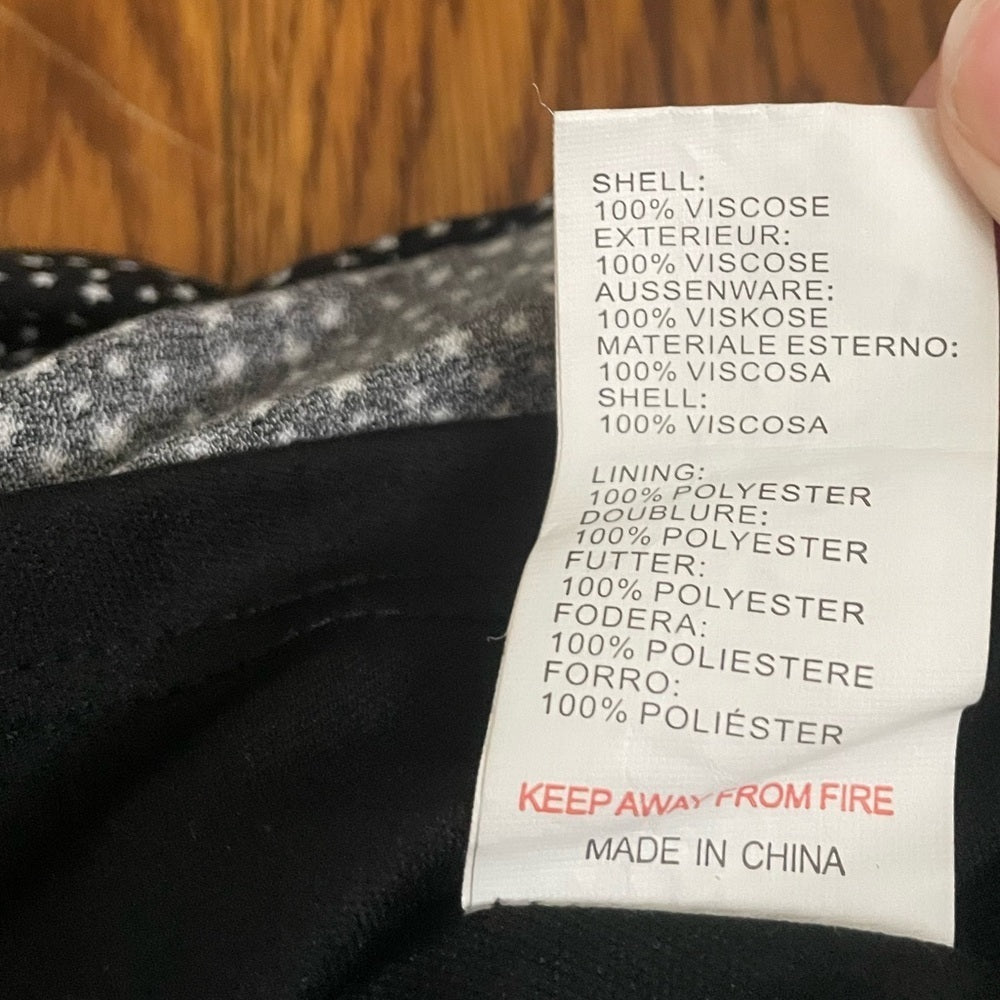 SHELL:
100% VISCOSE
EXTERIEUR:
100% VISCOSE
AUSSENWARE:
100% VISKOSE
MATERIALE ESTERNO:
100% VISCOSA
SHELL:
100% VISCOSA
LINING:
100% POLYESTER
DOUBLURE:
100% POLYESTER
FUTTER:
100% POLYESTER
FODERA:
100% POLIESTERE
FORRO:
100% POLIÉSTER
KEEP AWAY FROM FIRE
MADE IN CHINA